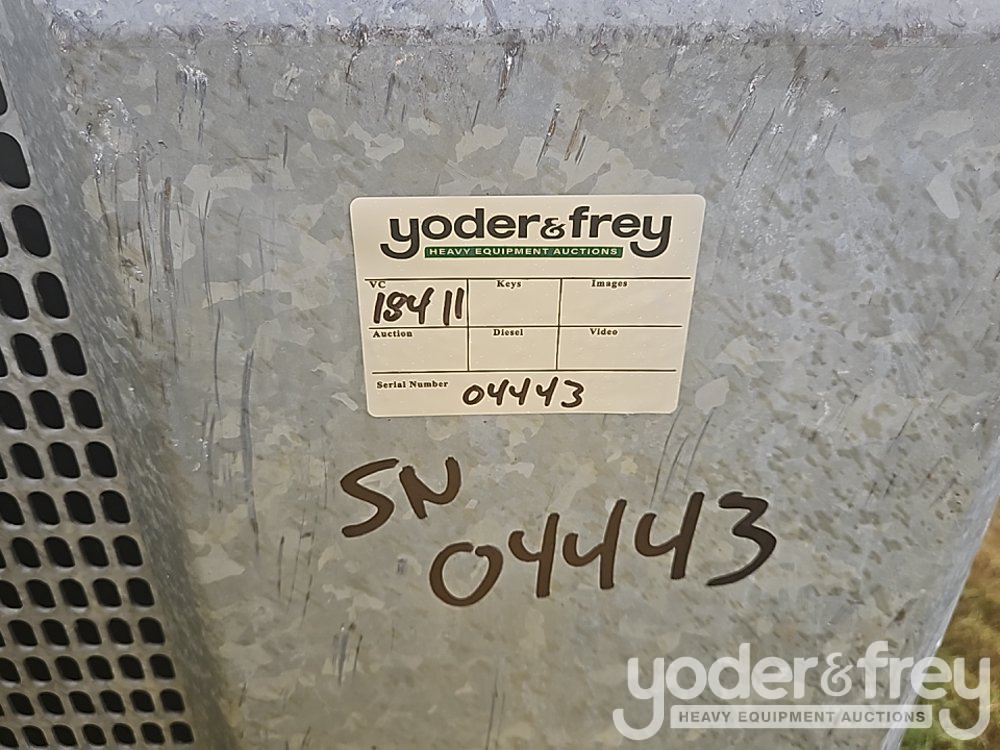 yoder&frey
HEAVY EQUIPMENT AUCTIONS
VC Keys Images
18411
Auction Diesel Video
Serial Number 04443
SN
04443
yoder&frey
HEAVY EQUIPMENT AUCTIONS